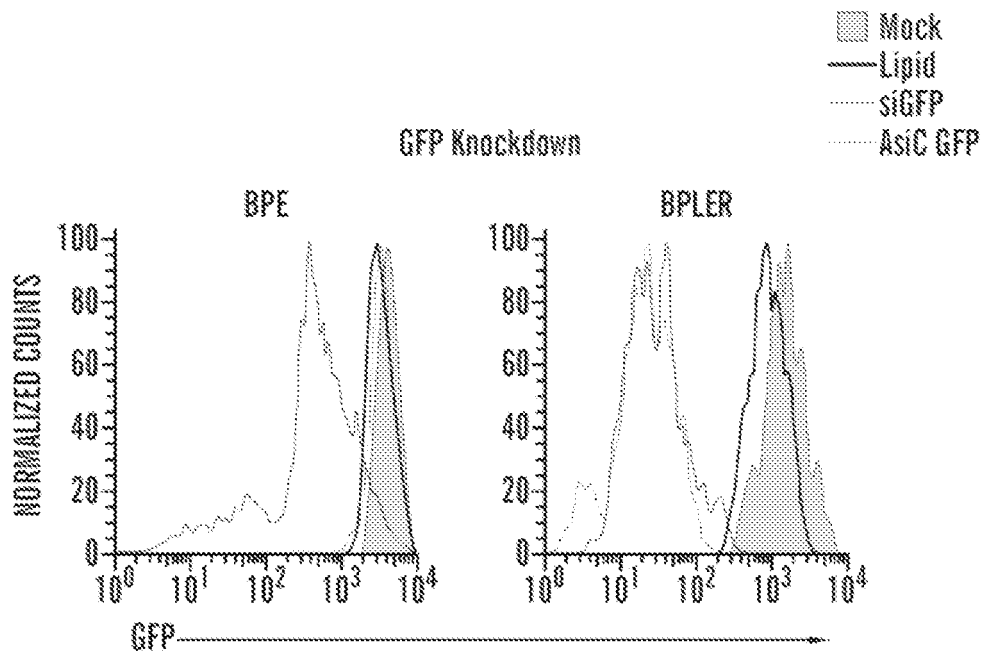 Mock
Lipid
siGFP
AsiC GFP
GFP Knockdown
BPE
BPLER
NORMALIZED COUNTS
100
80
60
40
20
0
10^0 10^1 10^2 10^3 10^4
100
80
60
40
20
0
10^0 10^1 10^2 10^3 10^4
GFP